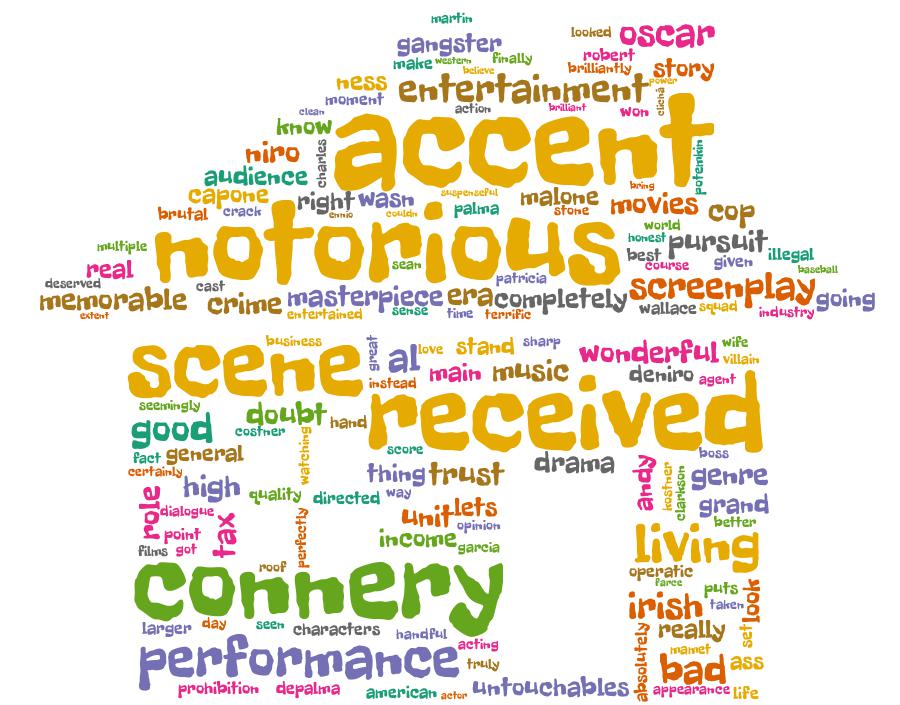 martin
looked oscar
gangster robert
make western finally
believe brilliantly story
ness entertainment power
moment action brilliant won cliché
clean
know accent
niro charles potemkin
audience bring
capone right wasn suspenseful malone movies cop
brutal crack ennio couldn palma stone world
notorious honest pursuit
multiple best illegal
real sean course given baseball
deserved cast patricia
memorable crime masterpiece era completely screenplay going
extent entertained sense time terrific wallace squad industry
business great sharp wife
scene al love stand wonderful villain
instead main music deniro agent
seemingly doubt hand received
good costner
fact general watching score drama boss
certainly thing trust andy kostner clarkson genre
role high quality directed way grand
dialogue tax unit lets better
point perfectly opinion
films got income garcia living
roof operatic
connery farce puts look
irish taken
larger day seen characters handful absolutely really set
performance acting mamet
truly bad ass
prohibition depalma american actor untouchables appearance life